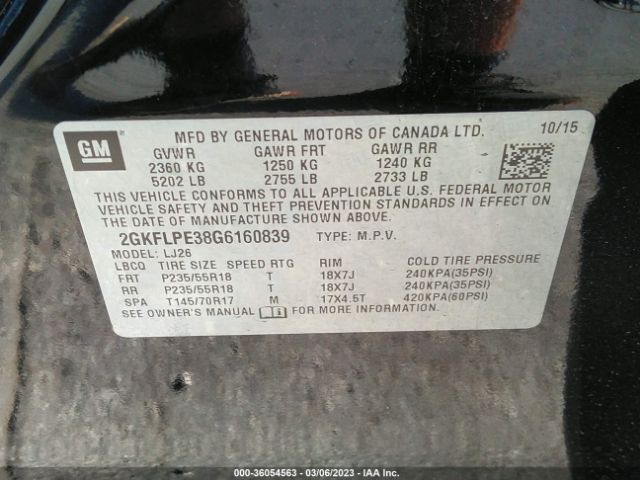 GM
MFD BY GENERAL MOTORS OF CANADA LTD. 10/15
GVWR GAWR FRT GAWR RR
2360 KG 1250 KG 1240 KG
5202 LB 2755 LB 2733 LB
THIS VEHICLE CONFORMS TO ALL APPLICABLE U.S. FEDERAL MOTOR
VEHICLE SAFETY AND THEFT PREVENTION STANDARDS IN EFFECT ON THE
DATE OF MANUFACTURE SHOWN ABOVE.
2GKFLPE38G6160839 TYPE: M.P.V.
MODEL: LJ26
LBCQ TIRE SIZE SPEED RTG RIM COLD TIRE PRESSURE
FRT P235/55R18 T 18X7J 240KPA(35PSI)
RR P235/55R18 T 18X7J 240KPA(35PSI)
SPA T145/70R17 M 17X4.5T 420KPA(60PSI)
SEE OWNER'S MANUAL FOR MORE INFORMATION.
000-36054563 — 03/06/2023 — IAA Inc.